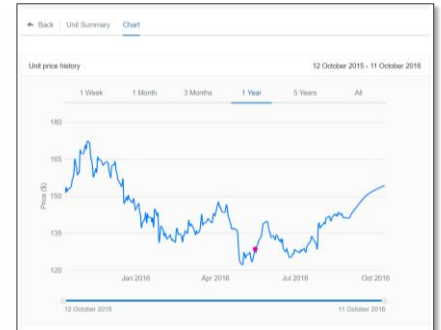 Back Unit Summary Chart
Unit price history 12 October 2015 - 11 October 2016
1 Week 1 Month 3 Months 1 Year 5 Years All
180
165
150
135
120
Price ($)
Jan 2016 Apr 2016 Jul 2016 Oct 2016
12 October 2015 11 October 2016